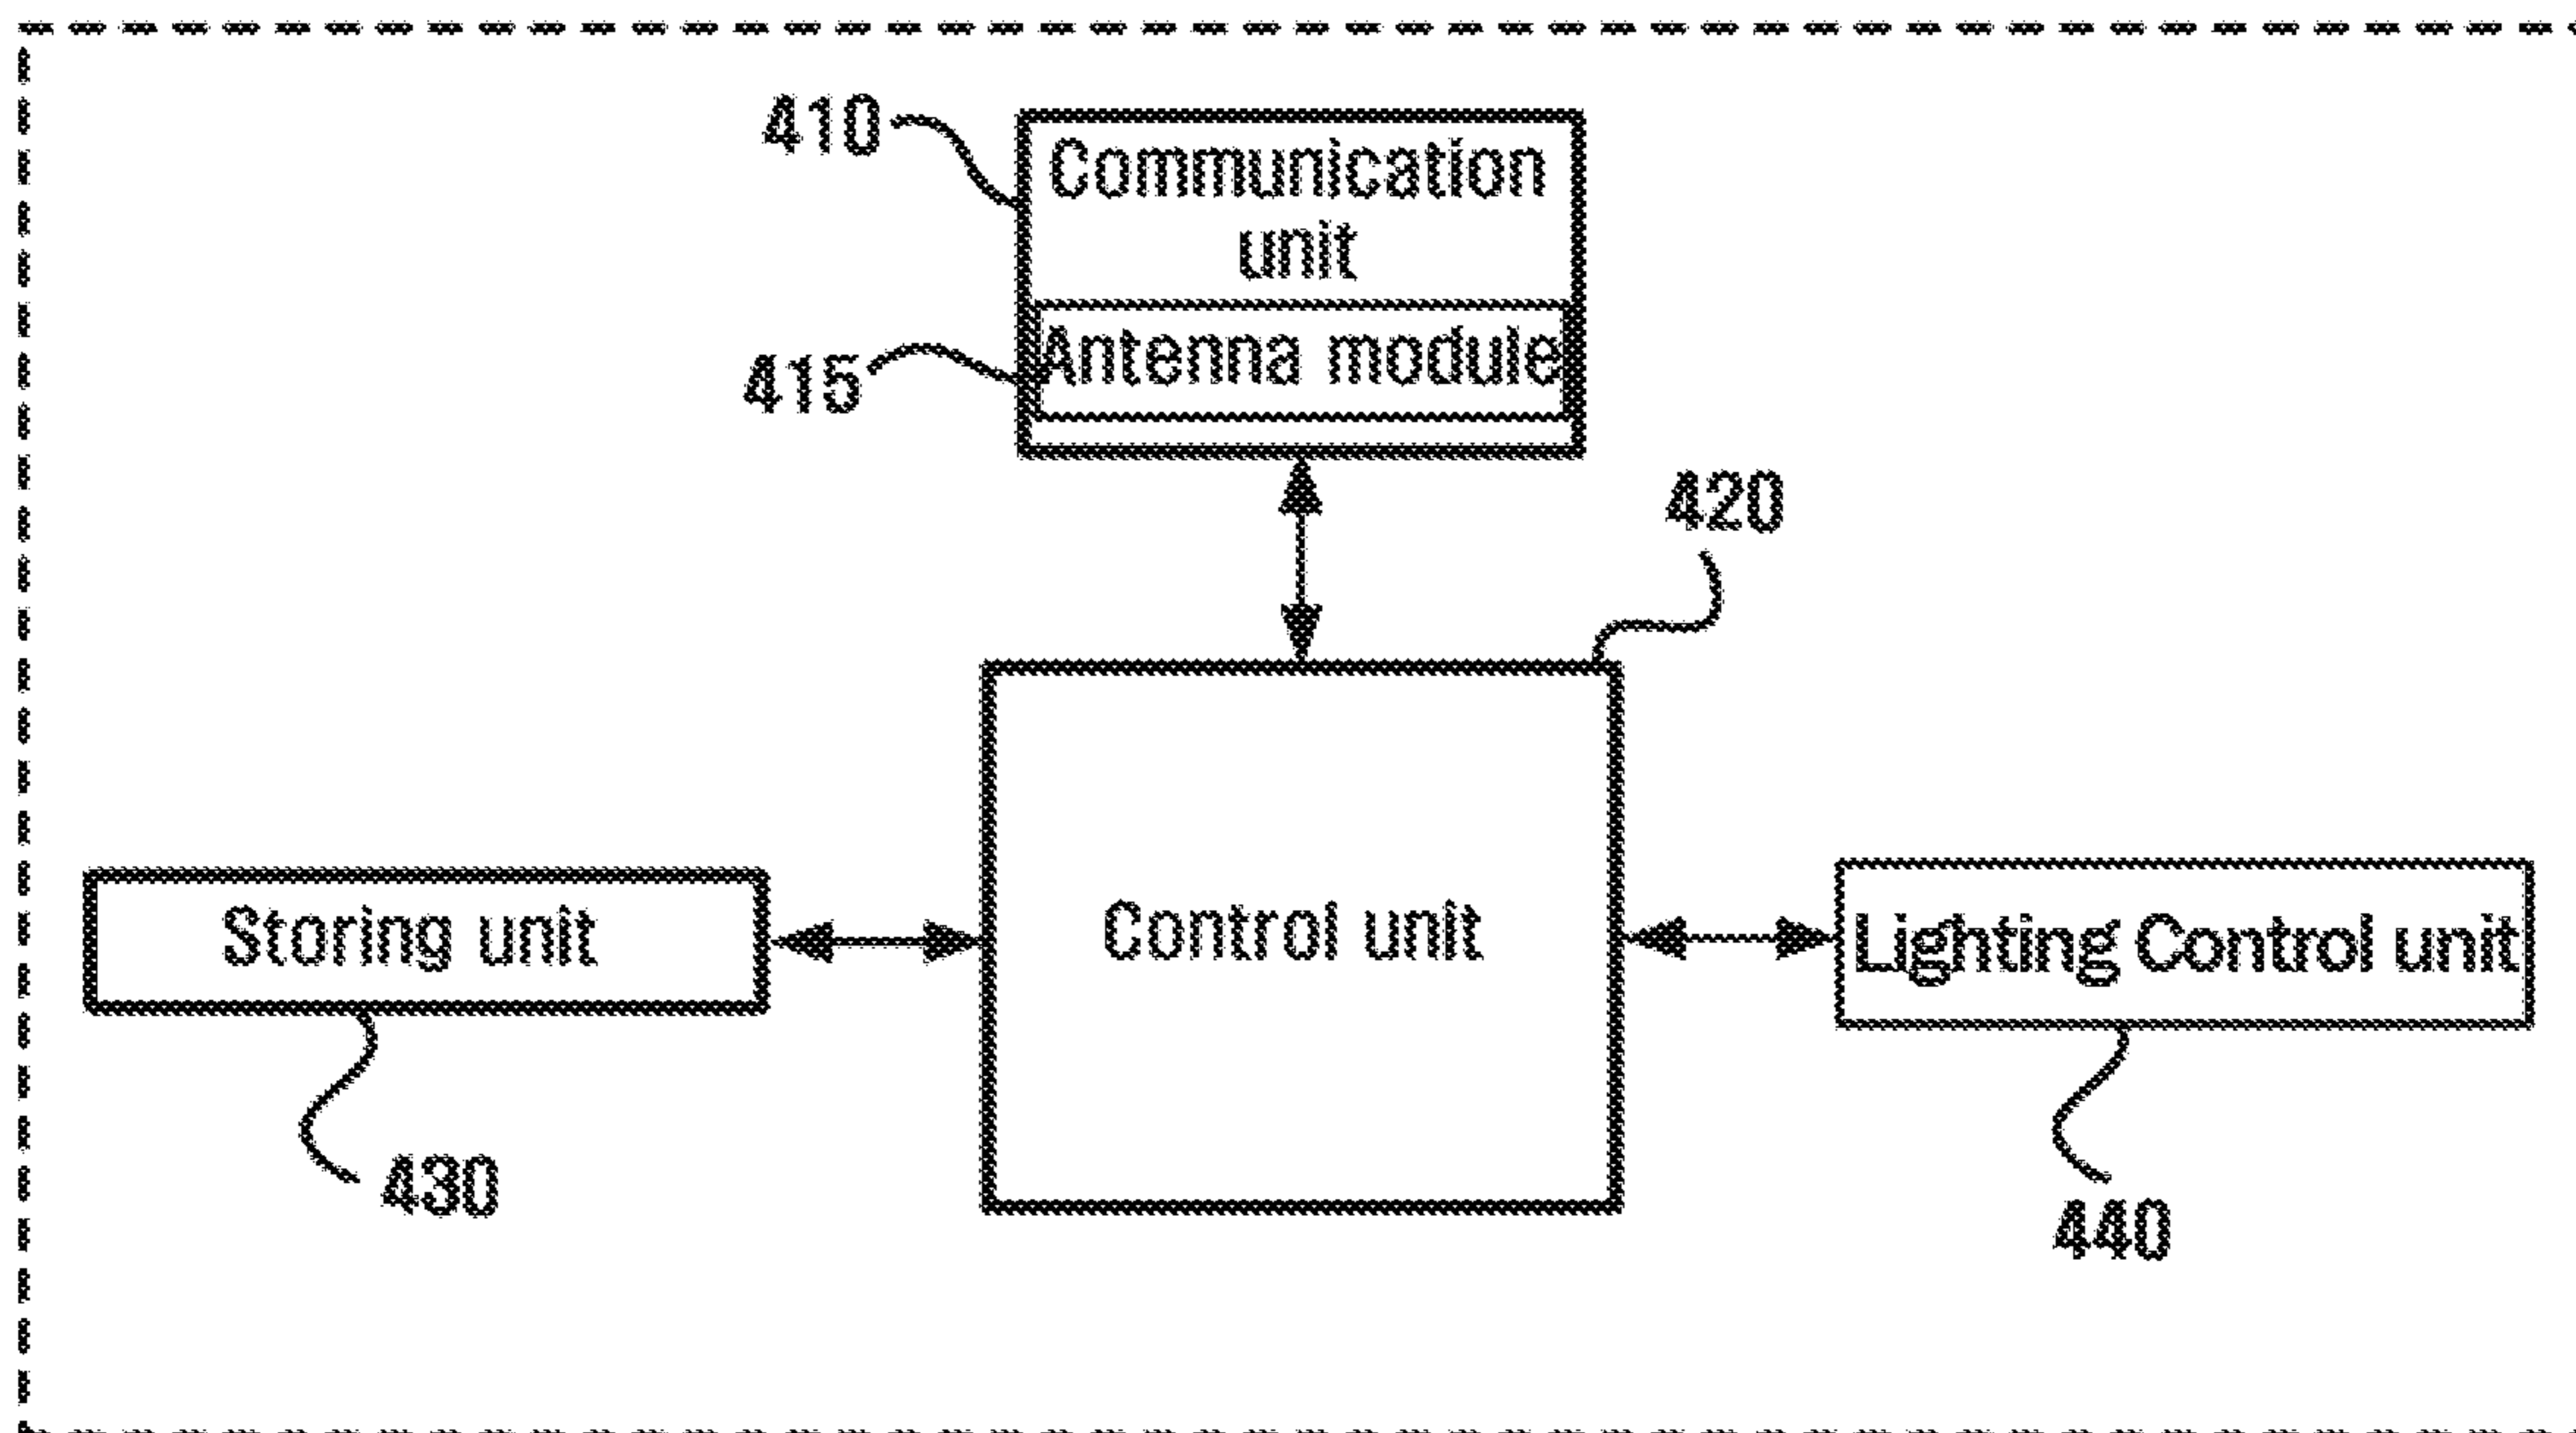 410
Communication
unit
415
Antenna module
420
Storing unit
Control unit
Lighting Control unit
430
440